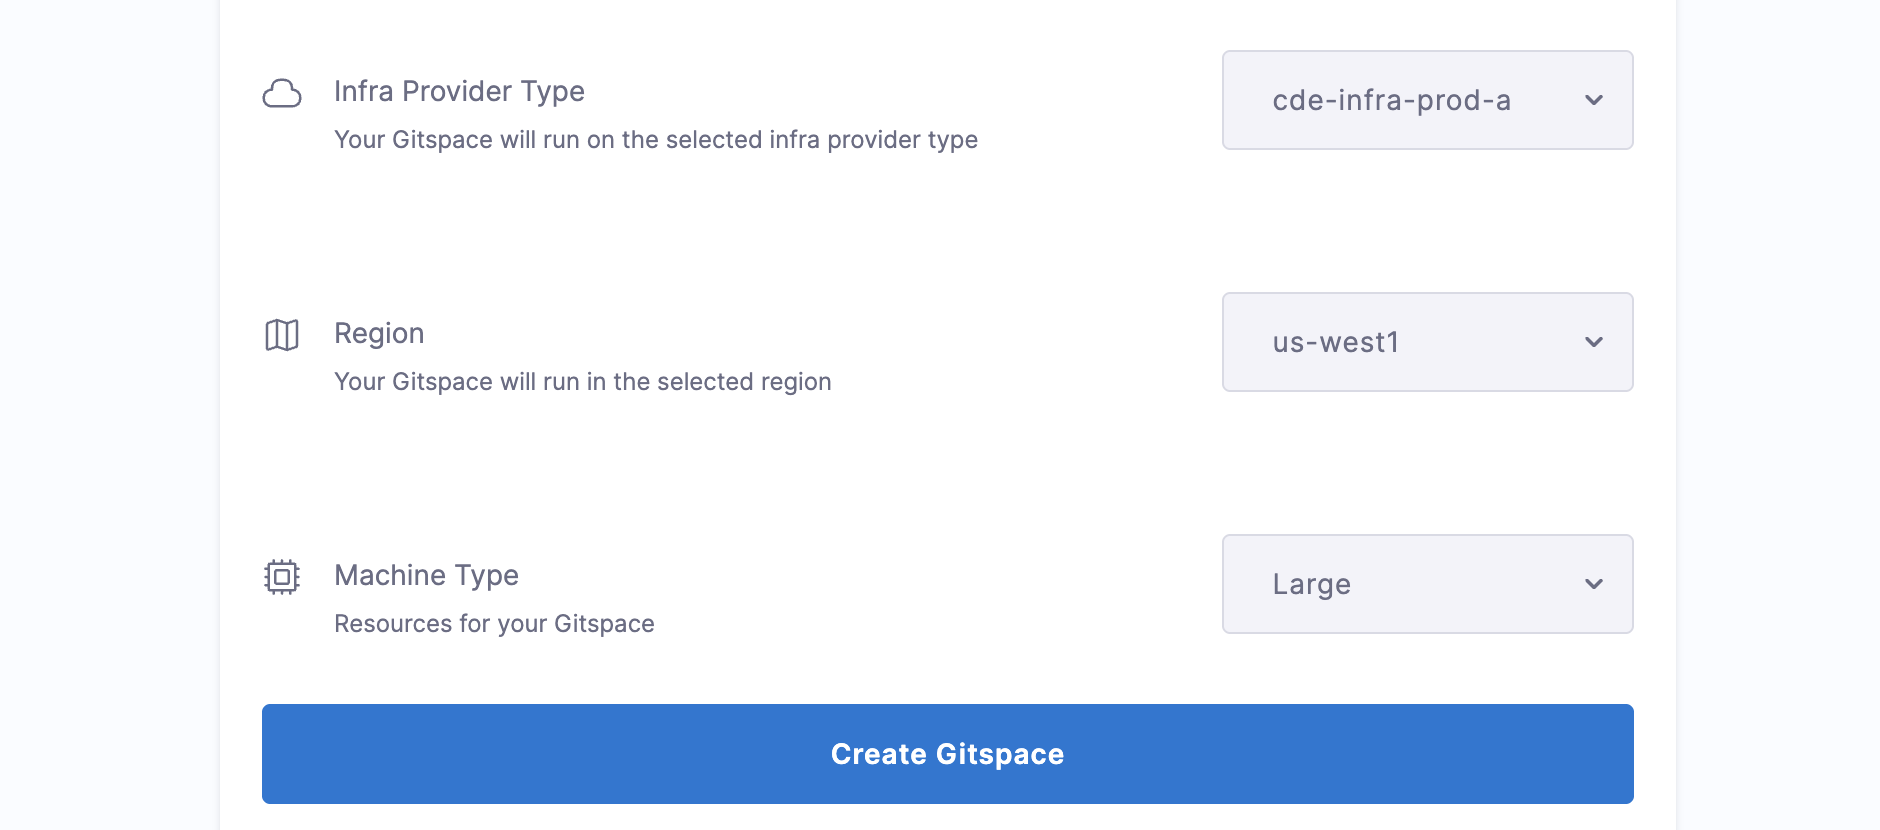 Infra Provider Type
cde-infra-prod-a
Your Gitspace will run on the selected infra provider type
Region
us-west1
Your Gitspace will run in the selected region
Machine Type
Large
Resources for your Gitspace
Create Gitspace